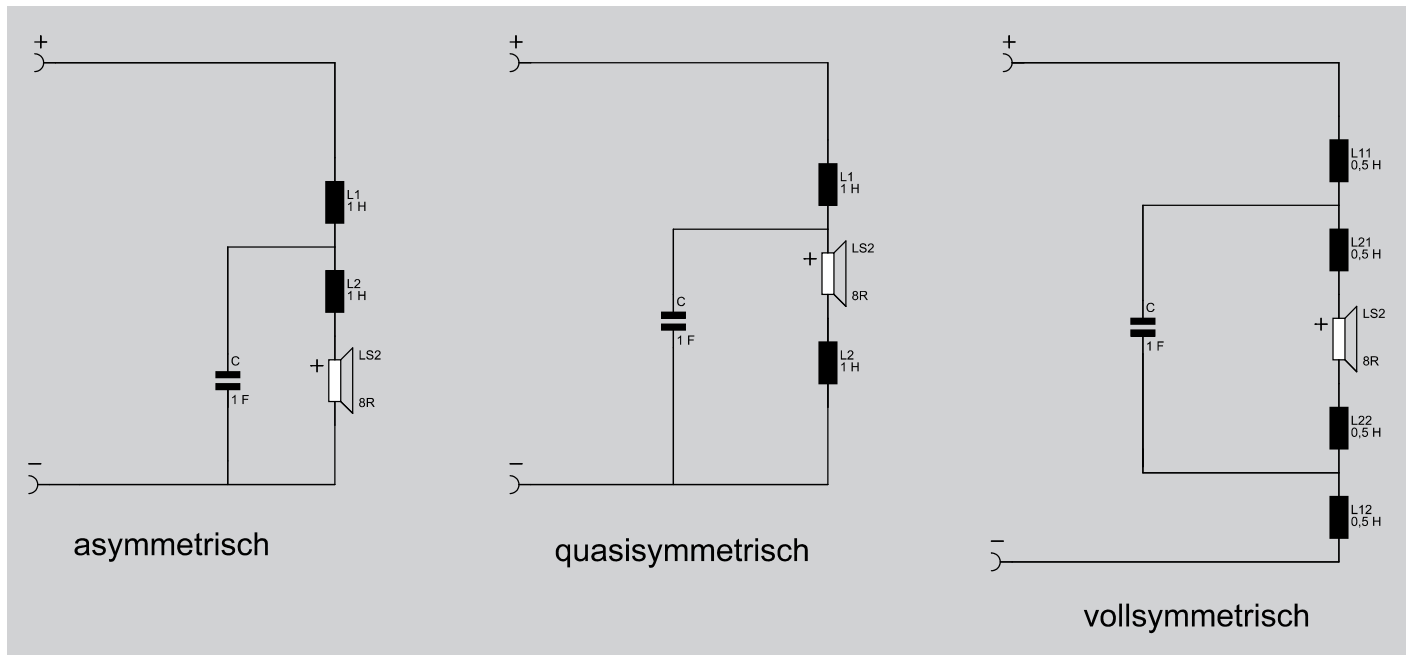 +
L1
1 H
L2
1 H
C
1 F
+
LS2
8R
−
asymmetrisch
+
L1
1 H
+
LS2
8R
C
1 F
L2
1 H
−
quasisymmetrisch
+
L11
0,5 H
L21
0,5 H
C
1 F
+
LS2
8R
L22
0,5 H
L12
0,5 H
−
vollsymmetrisch